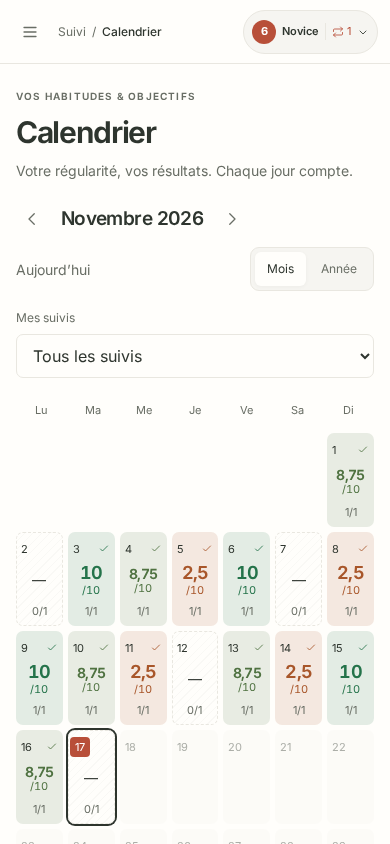 Suivi / Calendrier
6 Novice 1
VOS HABITUDES & OBJECTIFS
Calendrier
Votre régularité, vos résultats. Chaque jour compte.
Novembre 2026
Aujourd’hui
Mois Année
Mes suivis
Tous les suivis
Lu Ma Me Je Ve Sa Di
1
8,75
/10
1/1
2 3 4 5 6 7 8
— 10 8,75 2,5 10 — 2,5
/10 /10 /10 /10 /10
0/1 1/1 1/1 1/1 1/1 0/1 1/1
9 10 11 12 13 14 15
10 8,75 2,5 — 8,75 2,5 10
/10 /10 /10 /10 /10 /10
1/1 1/1 1/1 0/1 1/1 1/1 1/1
16 17 18 19 20 21 22
8,75 —
/10
1/1 0/1